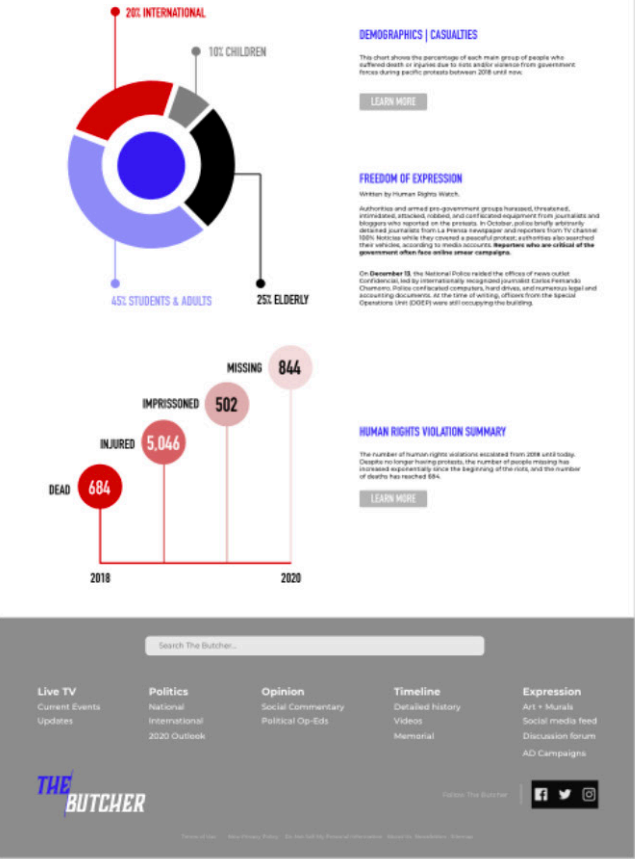 20% INTERNATIONAL
10% CHILDREN
45% STUDENTS & ADULTS
25% ELDERLY
DEMOGRAPHICS | CASUALTIES
This chart shows the percentage of each main group of people who
suffered death or injuries due to riots and/or violence from government
forces during pacific protests between 2018 until now.
LEARN MORE
FREEDOM OF EXPRESSION
Written by Human Rights Watch.
Authorities and armed pro-government groups harassed, threatened,
intimidated, attacked, robbed, and confiscated equipment from journalists and
bloggers who reported on the protests. In October, police briefly arbitrarily
detained journalists from La Prensa newspaper and reporters from TV channel
100% Noticias while they covered a peaceful protest; authorities also searched
their vehicles, according to media accounts. Reporters who are critical of the
government often face online smear campaigns.
On December 13, the National Police raided the offices of news outlet
Confidencial, led by internationally recognized journalist Carlos Fernando
Chamorro. Police confiscated computers, hard drives, and numerous legal and
accounting documents. At the time of writing, officers from the Special
Operations Unit (DOEP) were still occupying the building.
MISSING 844
IMPRISSONED 502
INJURED 5,046
DEAD 684
2018 2020
HUMAN RIGHTS VIOLATION SUMMARY
The number of human rights violations escalated from 2018 until today.
Despite no longer having protests, the number of people missing has
increased exponentially since the beginning of the riots, and the number
of deaths has reached 684.
LEARN MORE
Search The Butcher...
Live TV
Current Events
Updates
Politics
National
International
2020 Outlook
Opinion
Social Commentary
Political Op-Eds
Timeline
Detailed history
Videos
Memorial
Expression
Art + Murals
Social media feed
Discussion forum
AD Campaigns
THE
BUTCHER
Follow The Butcher
Terms of Use